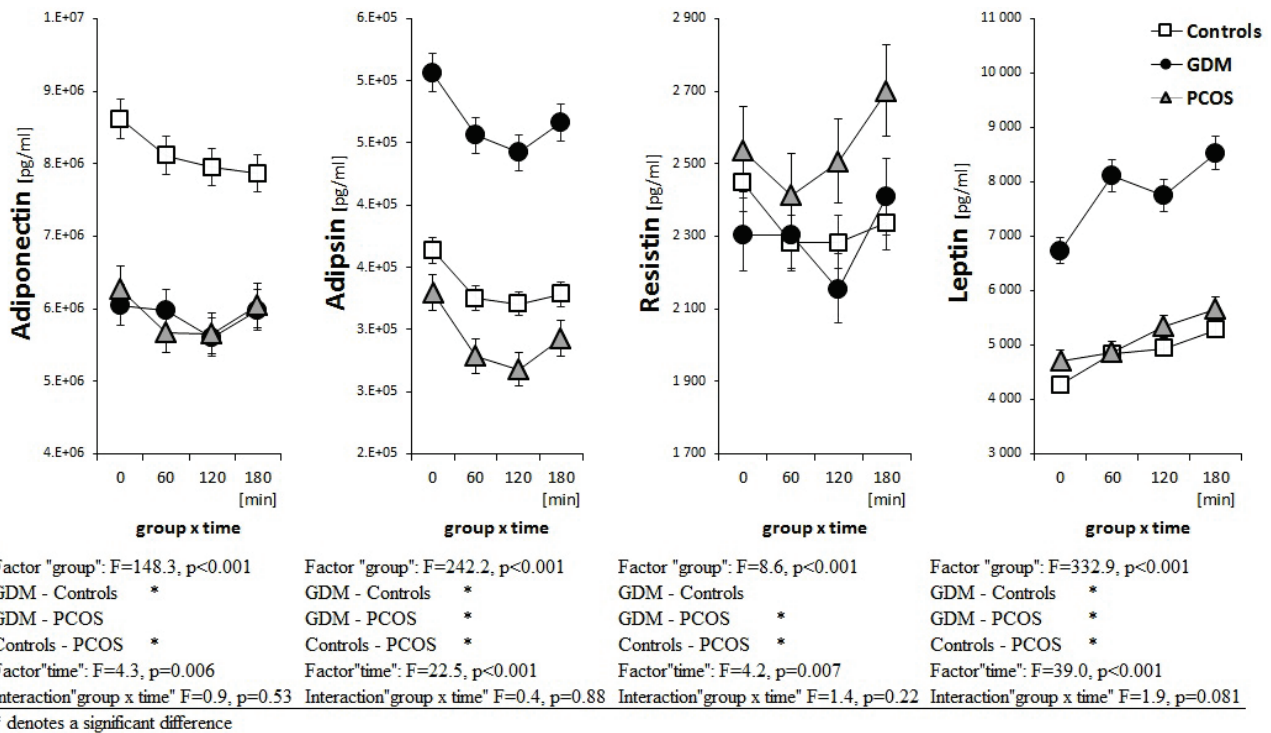 Adiponectin [pg/ml]
1.E+07
9.E+06
8.E+06
7.E+06
6.E+06
5.E+06
4.E+06
0 60 120 180
[min]
group x time
Adipsin [pg/ml]
6.E+05
5.E+05
5.E+05
4.E+05
4.E+05
3.E+05
3.E+05
2.E+05
0 60 120 180
[min]
group x time
Resistin [pg/ml]
2 900
2 700
2 500
2 300
2 100
1 900
1 700
0 60 120 180
[min]
group x time
Leptin [pg/ml]
11 000
10 000
9 000
8 000
7 000
6 000
5 000
4 000
3 000
0 60 120 180
[min]
group x time
Controls
GDM
PCOS
Factor "group": F=148.3, p<0.001
GDM - Controls *
GDM - PCOS
Controls - PCOS *
Factor"time": F=4.3, p=0.006
Interaction"group x time" F=0.9, p=0.53
Factor "group": F=242.2, p<0.001
GDM - Controls *
GDM - PCOS *
Controls - PCOS *
Factor"time": F=22.5, p<0.001
Interaction"group x time" F=0.4, p=0.88
Factor "group": F=8.6, p<0.001
GDM - Controls
GDM - PCOS *
Controls - PCOS *
Factor"time": F=4.2, p=0.007
Interaction"group x time" F=1.4, p=0.22
Factor "group": F=332.9, p<0.001
GDM - Controls *
GDM - PCOS *
Controls - PCOS *
Factor"time": F=39.0, p<0.001
Interaction"group x time" F=1.9, p=0.081
* denotes a significant difference